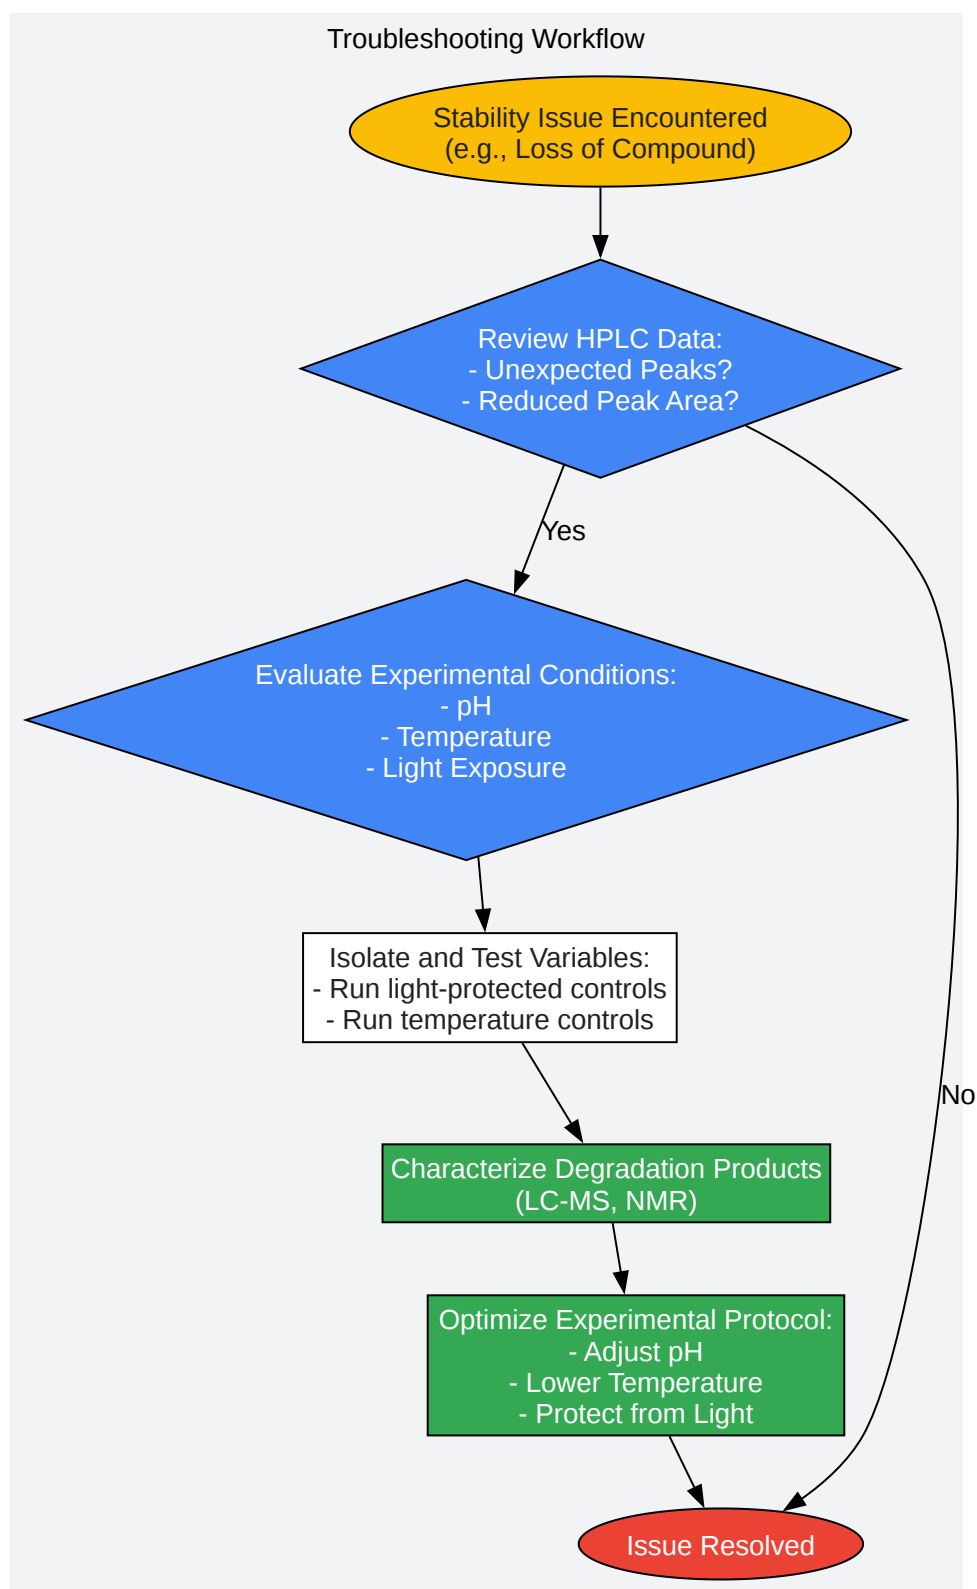 Troubleshooting Workflow
Stability Issue Encountered
(e.g., Loss of Compound)
Review HPLC Data:
- Unexpected Peaks?
- Reduced Peak Area?
Yes
Evaluate Experimental Conditions:
- pH
- Temperature
- Light Exposure
Isolate and Test Variables:
- Run light-protected controls
- Run temperature controls
No
Characterize Degradation Products
(LC-MS, NMR)
Optimize Experimental Protocol:
- Adjust pH
- Lower Temperature
- Protect from Light
Issue Resolved